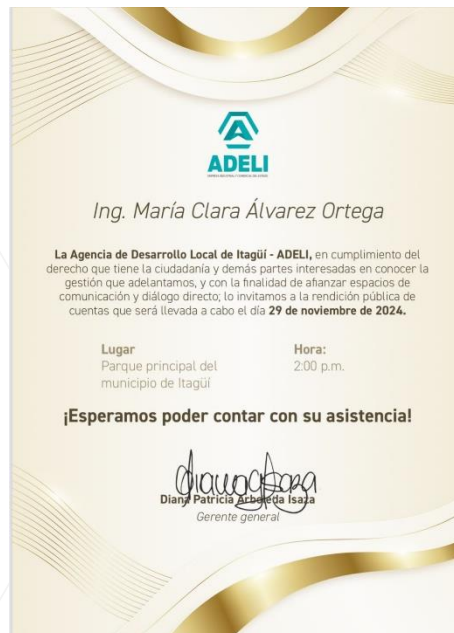 ADELI
Ing. María Clara Álvarez Ortega
La Agencia de Desarrollo Local de Itagüí - ADELI, en cumplimiento del
derecho que tiene la ciudadanía y demás partes interesadas en conocer la
gestión que adelantamos, y con la finalidad de afianzar espacios de
comunicación y diálogo directo; lo invitamos a la rendición pública de
cuentas que será llevada a cabo el día 29 de noviembre de 2024.
Lugar
Parque principal del
municipio de Itagüí
Hora:
2:00 p.m.
¡Esperamos poder contar con su asistencia!
Diana Patricia Arboleda Isaza
Gerente general